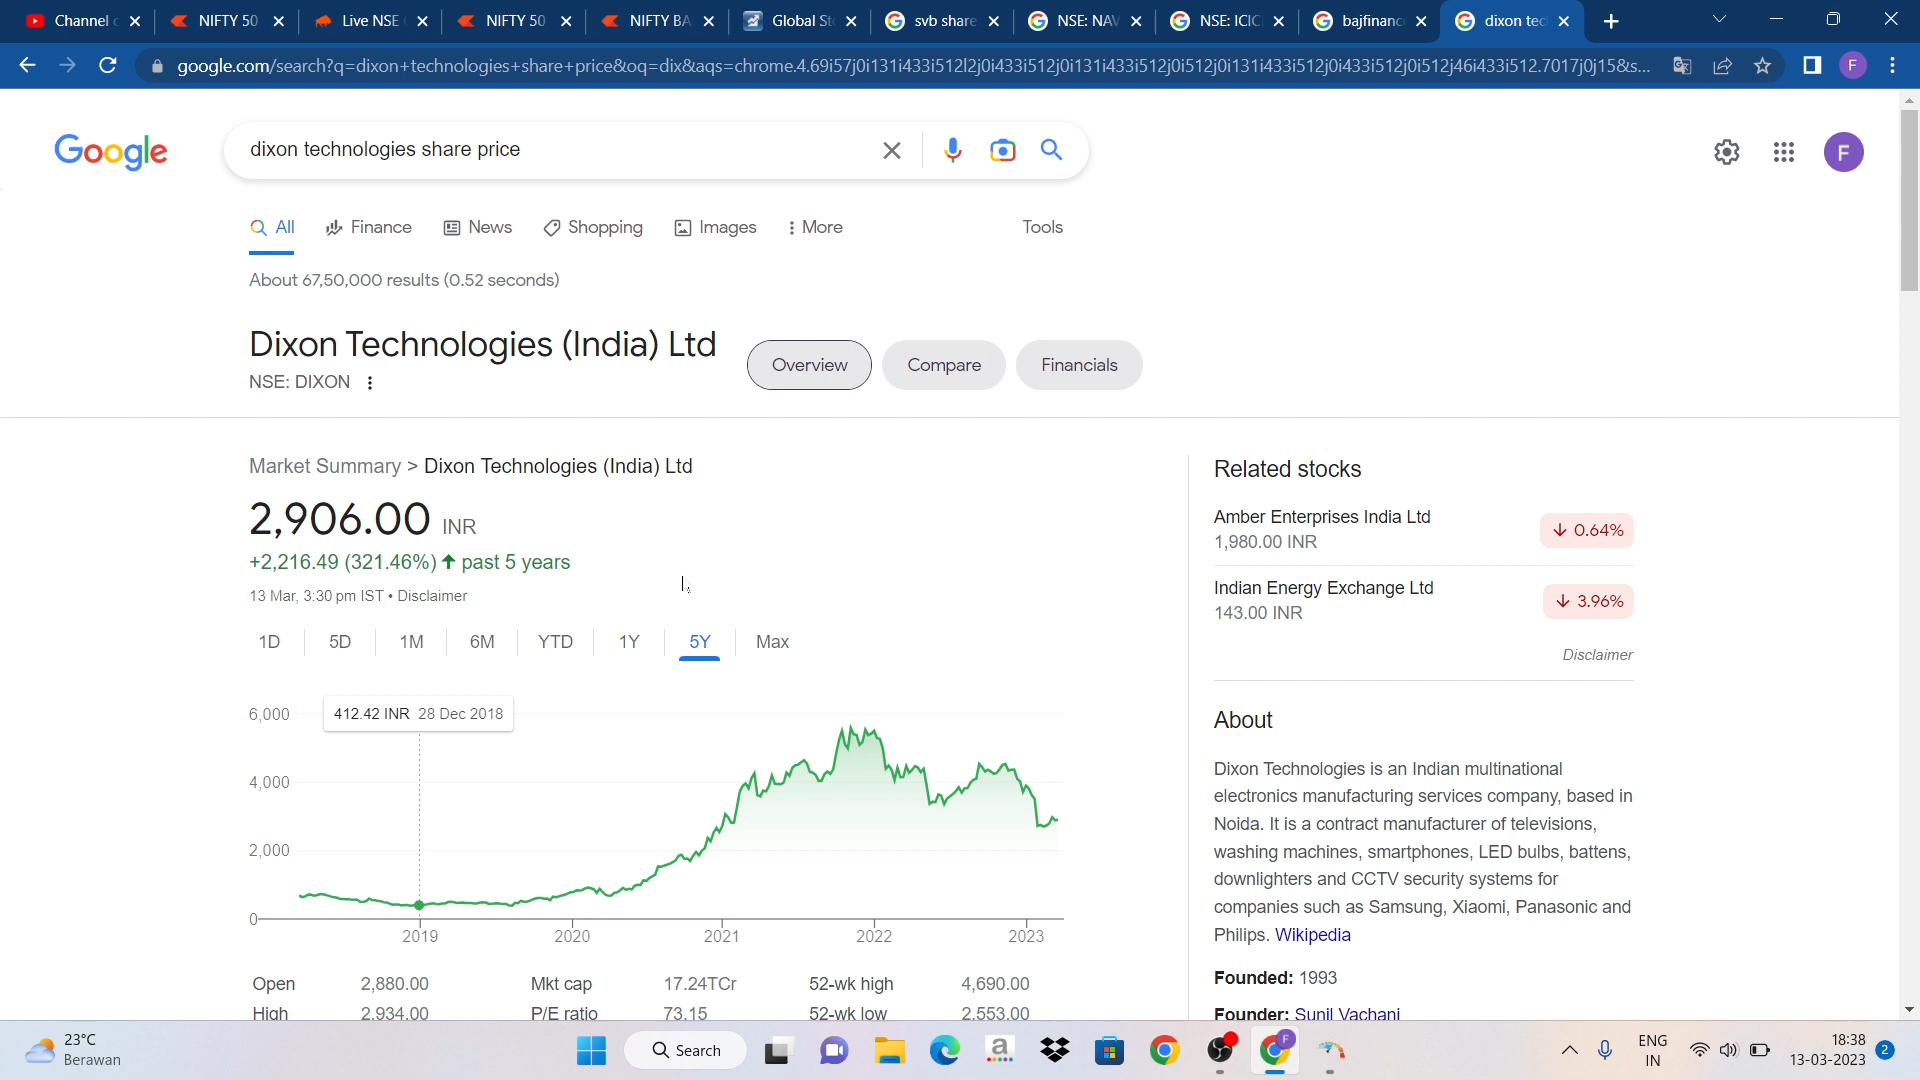 Channel c
NIFTY 50
Live NSE
NIFTY 50
NIFTY BA
Global St
svb share
NSE: NAV
NSE: ICIC
bajfinanc
dixon tec
google.com/search?q=dixon+technologies+share+price&oq=dix&aqs=chrome.4.69i57j0i131i433i512l2j0i433i512j0i131i433i512j0i512j0i131i433i512j0i433i512j0i512j46i433i512.7017j0j15&s...
F
Google
dixon technologies share price
F
All
Finance
News
Shopping
Images
More
Tools
About 67,50,000 results (0.52 seconds)
Dixon Technologies (India) Ltd
NSE: DIXON
Overview
Compare
Financials
Market Summary > Dixon Technologies (India) Ltd
2,906.00 INR
+2,216.49 (321.46%) ↑ past 5 years
13 Mar, 3:30 pm IST • Disclaimer
1D
5D
1M
6M
YTD
1Y
5Y
Max
412.42 INR 28 Dec 2018
6,000
4,000
2,000
0
2019
2020
2021
2022
2023
Open 2,880.00 Mkt cap 17.24TCr 52-wk high 4,690.00
High 2,934.00 P/E ratio 73.15 52-wk low 2,553.00
Related stocks
Amber Enterprises India Ltd
1,980.00 INR
↓ 0.64%
Indian Energy Exchange Ltd
143.00 INR
↓ 3.96%
Disclaimer
About
Dixon Technologies is an Indian multinational
electronics manufacturing services company, based in
Noida. It is a contract manufacturer of televisions,
washing machines, smartphones, LED bulbs, battens,
downlighters and CCTV security systems for
companies such as Samsung, Xiaomi, Panasonic and
Philips. Wikipedia
Founded: 1993
Founder: Sunil Vachani
23°C
Berawan
Search
a
F
ENG
IN
18:38
13-03-2023
2